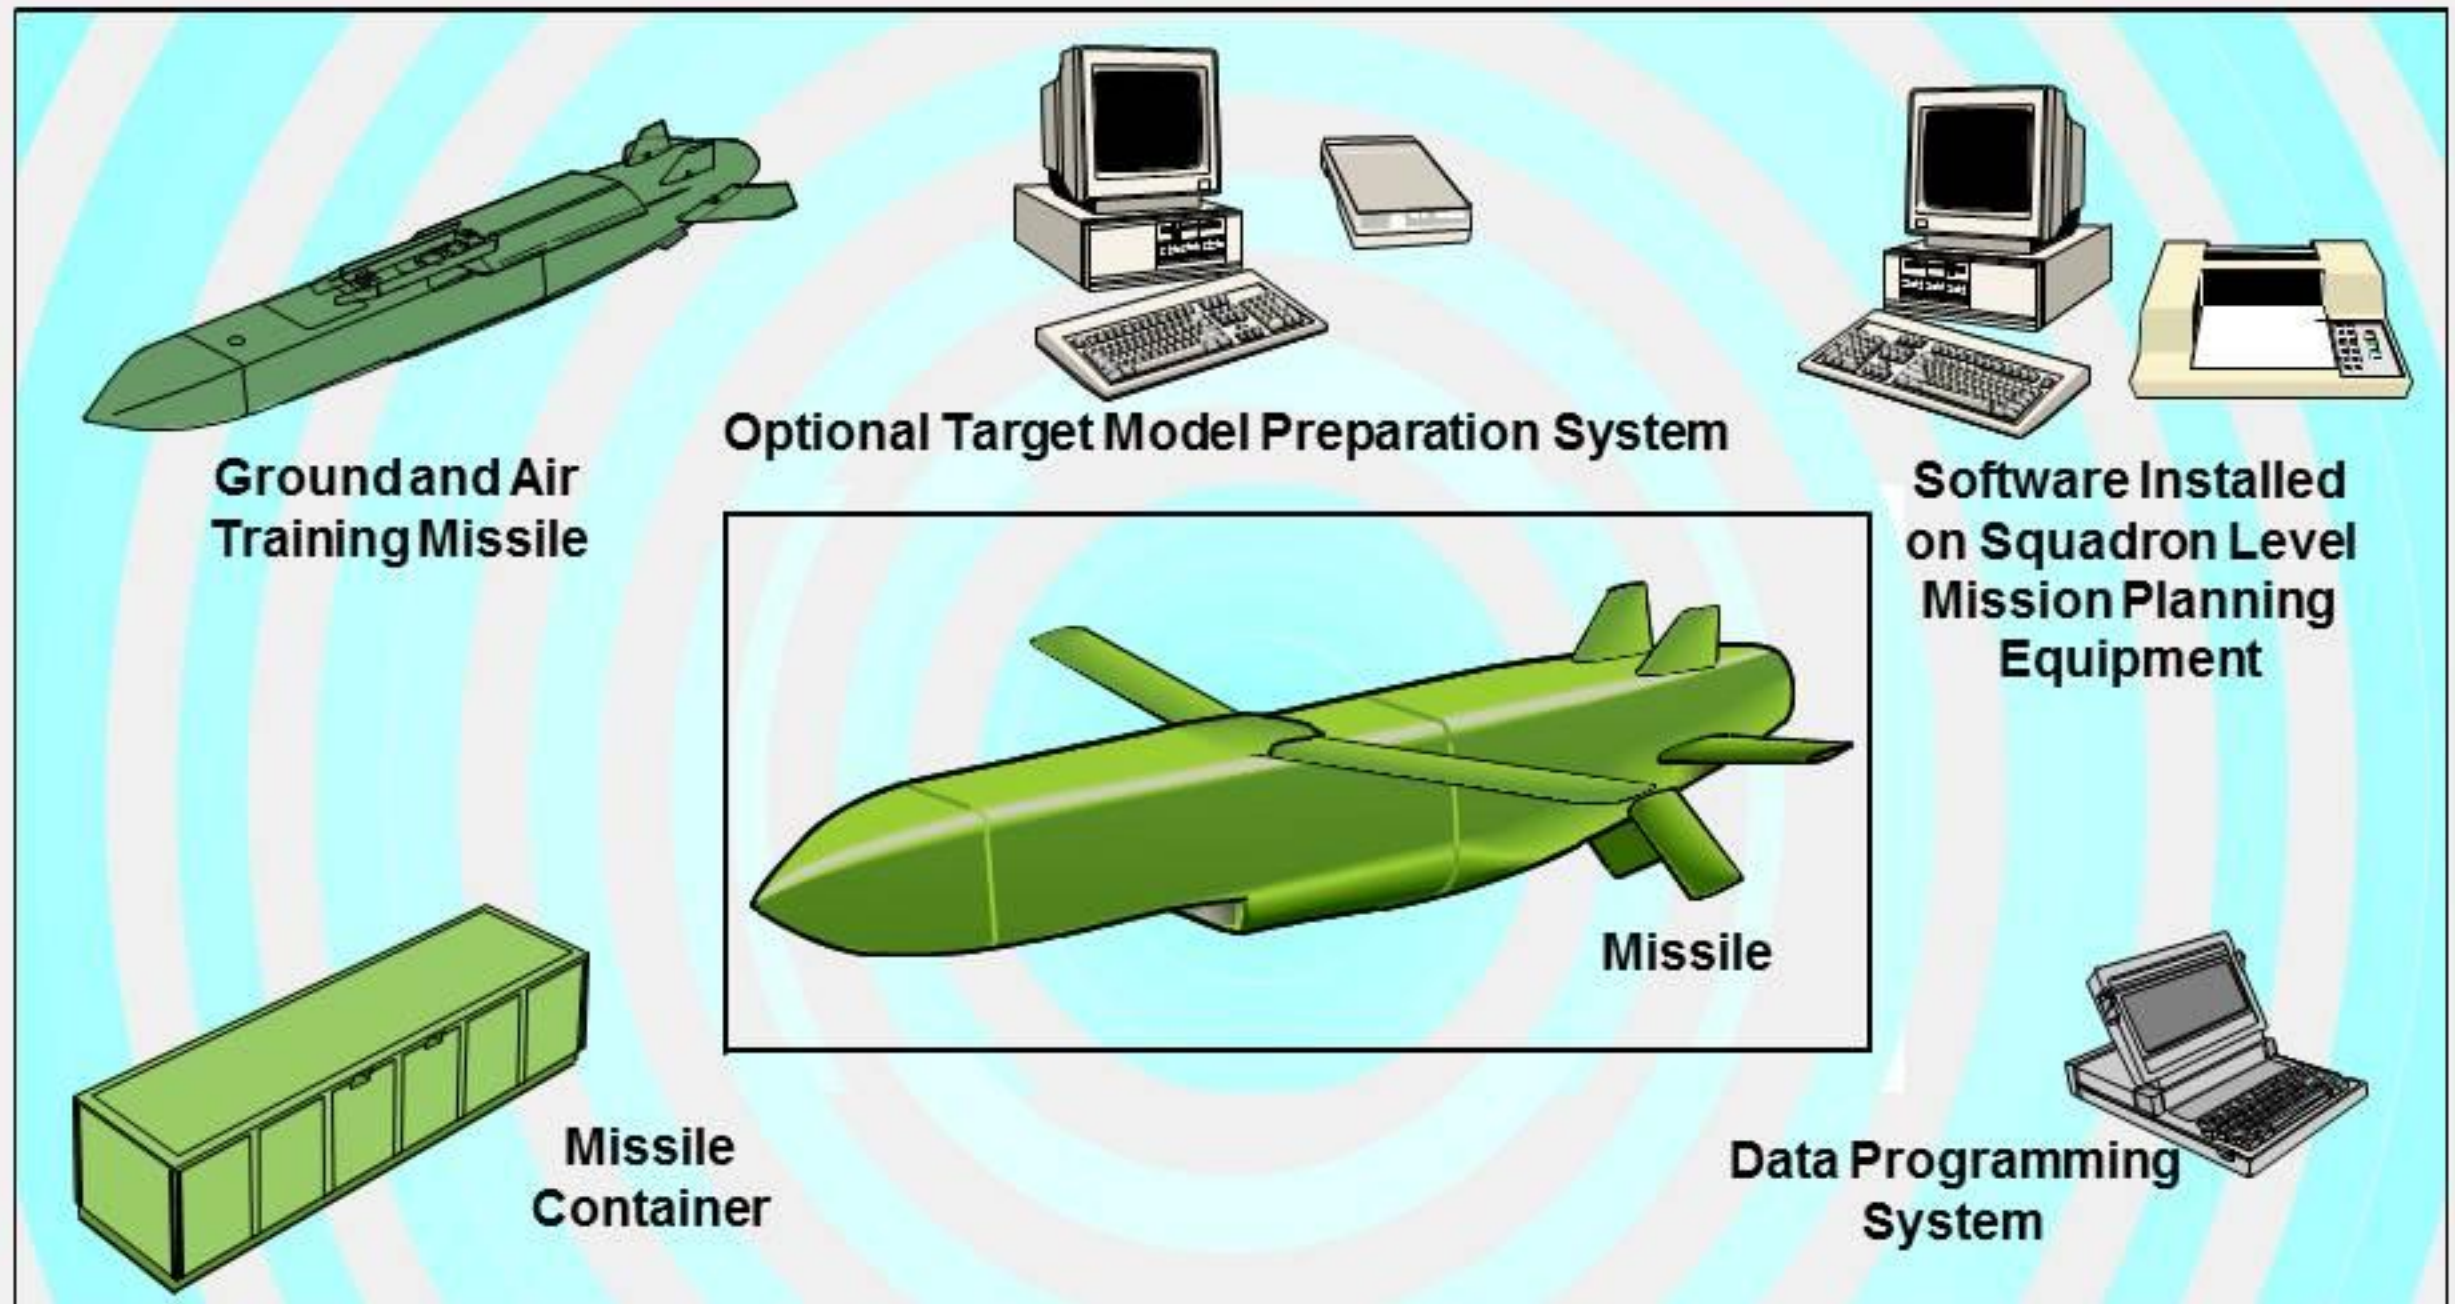 Optional Target Model Preparation System
Ground and Air
Training Missile
Software Installed
on Squadron Level
Mission Planning
Equipment
Missile
Missile
Container
Data Programming
System